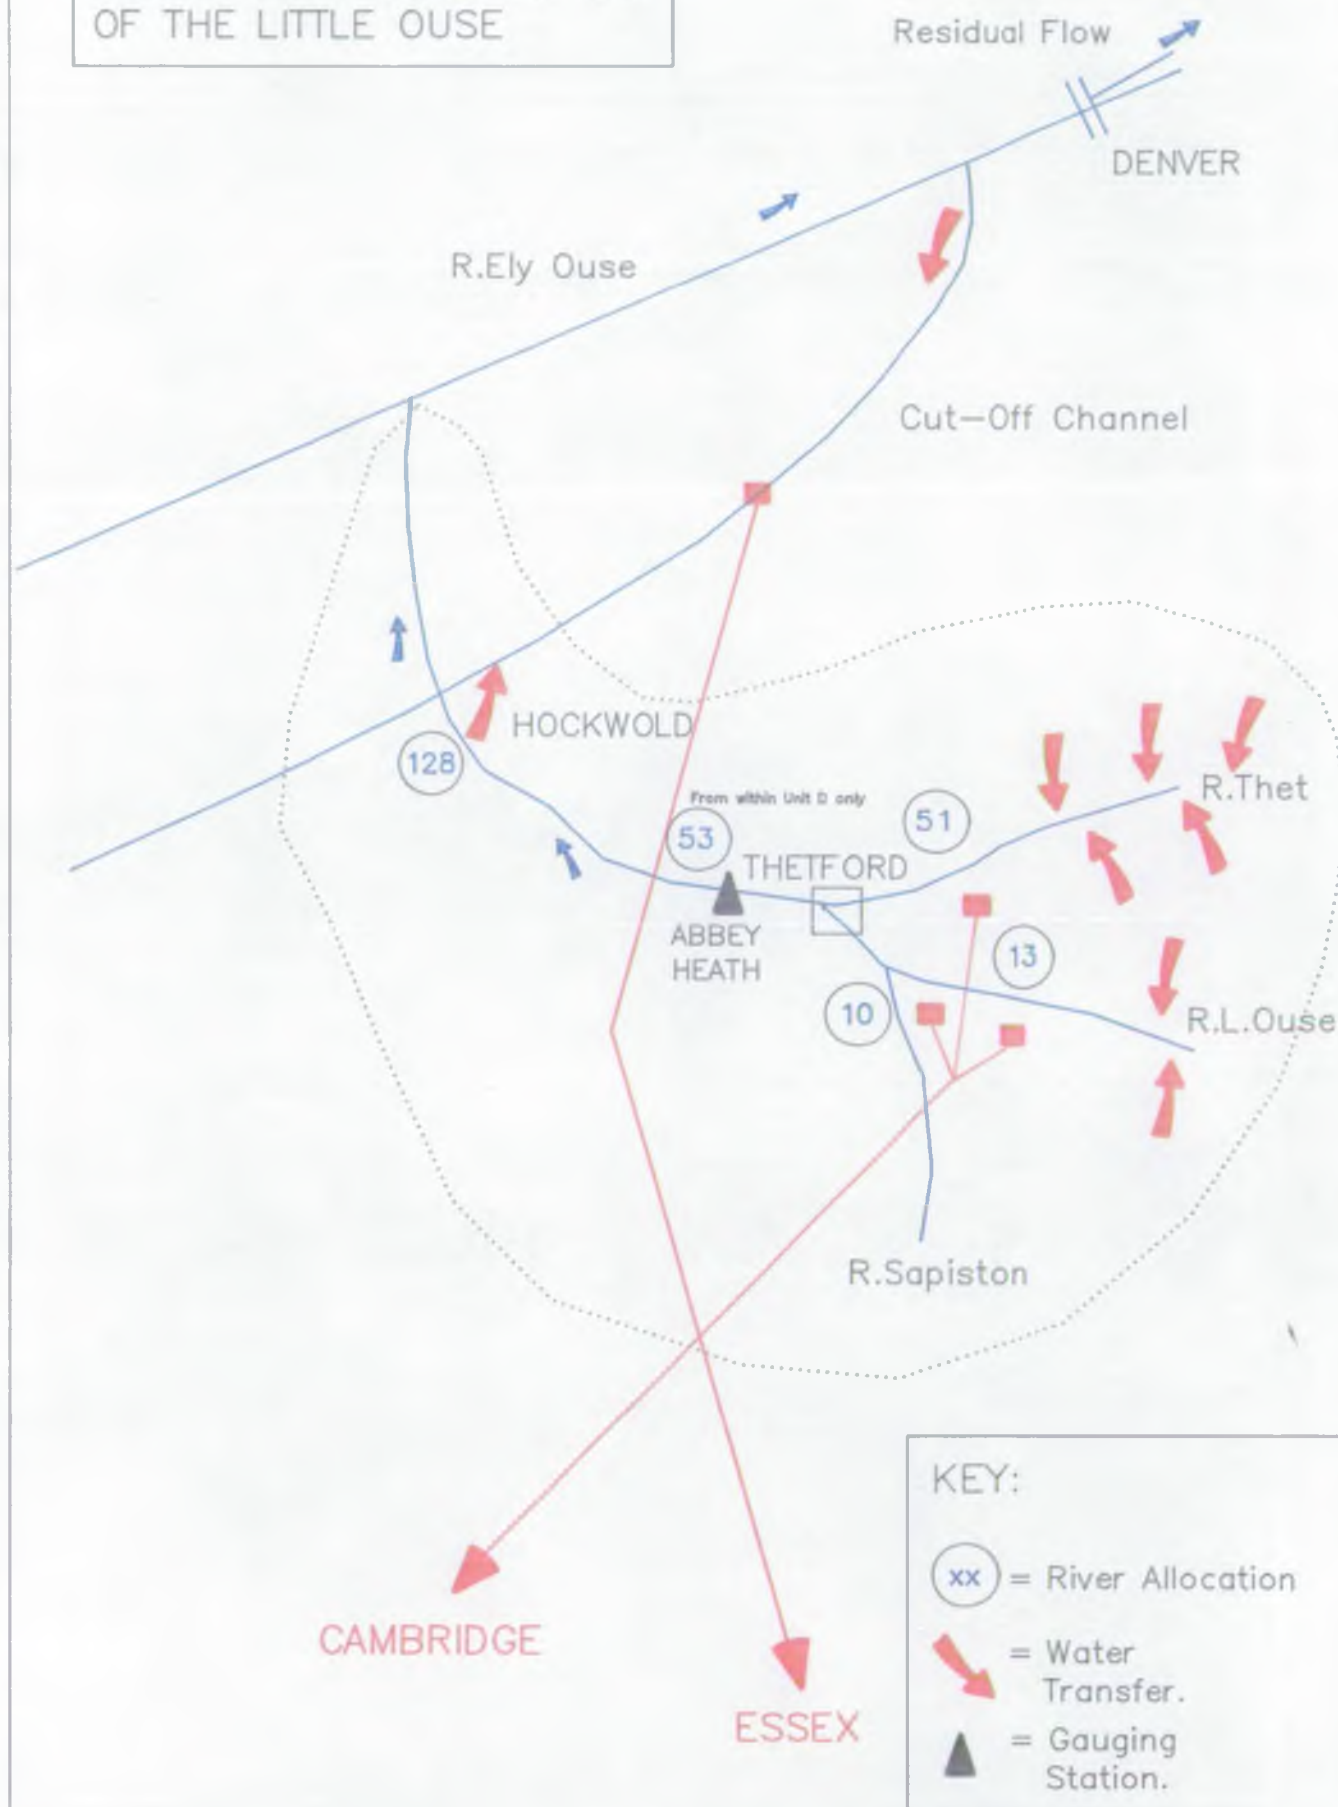 OF THE LITTLE OUSE
Residual Flow
DENVER
R.Ely Ouse
Cut-Off Channel
HOCKWOLD
128
From within Unit D only
53
51
R.Thet
THETFORD
ABBEY
HEATH
13
10
R.L.Ouse
R.Sapiston
CAMBRIDGE
ESSEX
KEY:
xx = River Allocation
= Water
Transfer.
= Gauging
Station.